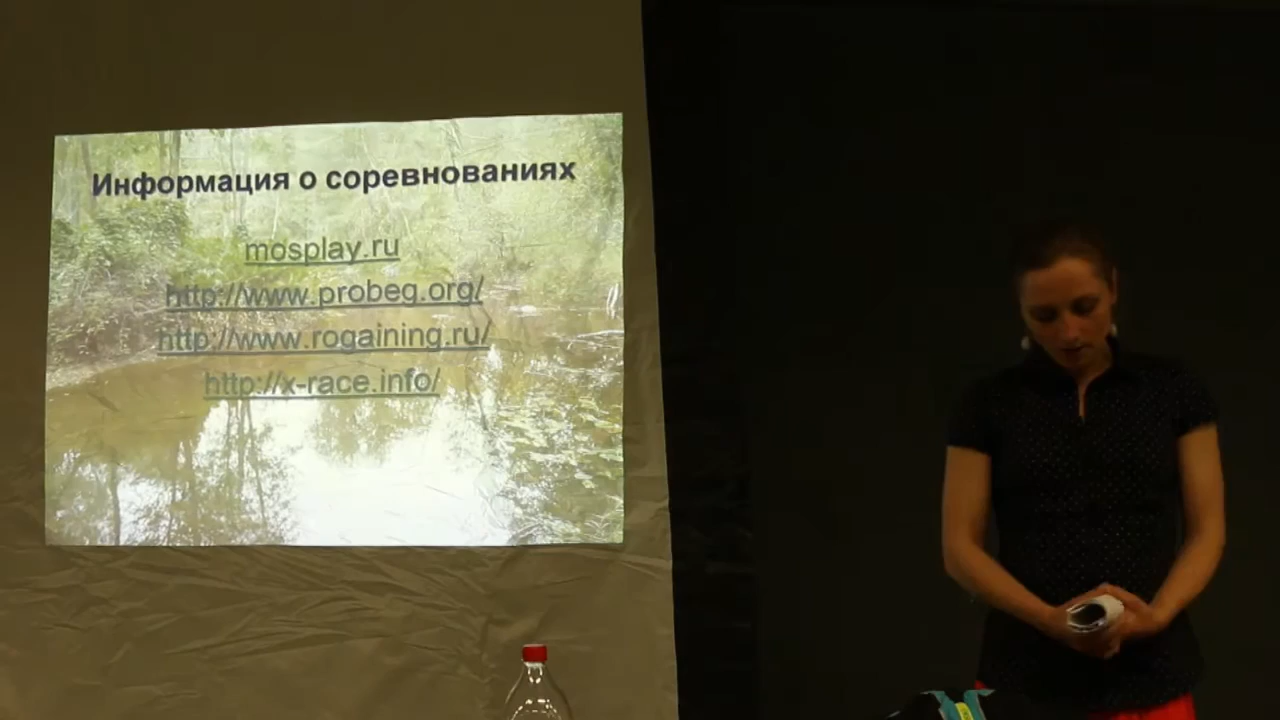 Информация о соревнованиях
mosplay.ru
http://www.probeg.org/
http://www.rogaining.ru/
http://x-race.info/